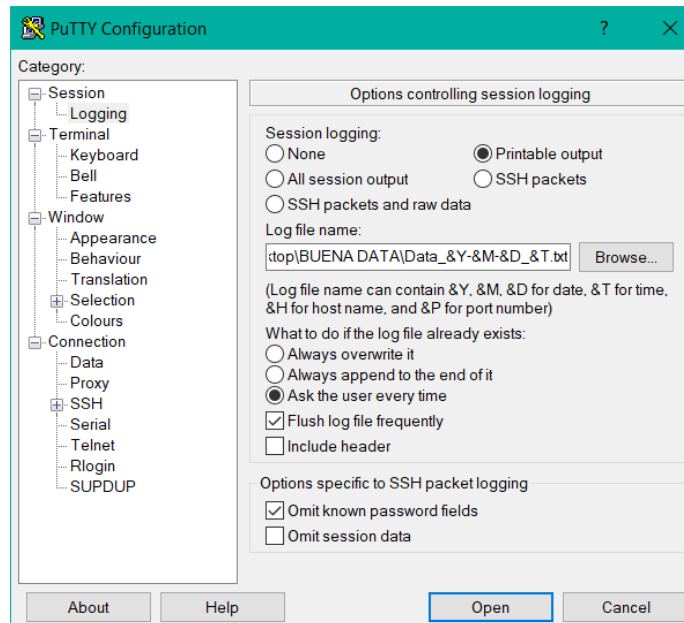 PuTTY Configuration
?
Category:
Session
Logging
Terminal
Keyboard
Bell
Features
Window
Appearance
Behaviour
Translation
Selection
Colours
Connection
Data
Proxy
SSH
Serial
Telnet
Rlogin
SUPDUP
Options controlling session logging
Session logging:
None
Printable output
All session output
SSH packets
SSH packets and raw data
Log file name:
top\BUENA DATA\Data_&Y-&M-&D_&T.txt
Browse...
(Log file name can contain &Y, &M, &D for date, &T for time,
&H for host name, and &P for port number)
What to do if the log file already exists:
Always overwrite it
Always append to the end of it
Ask the user every time
Flush log file frequently
Include header
Options specific to SSH packet logging
Omit known password fields
Omit session data
About
Help
Open
Cancel